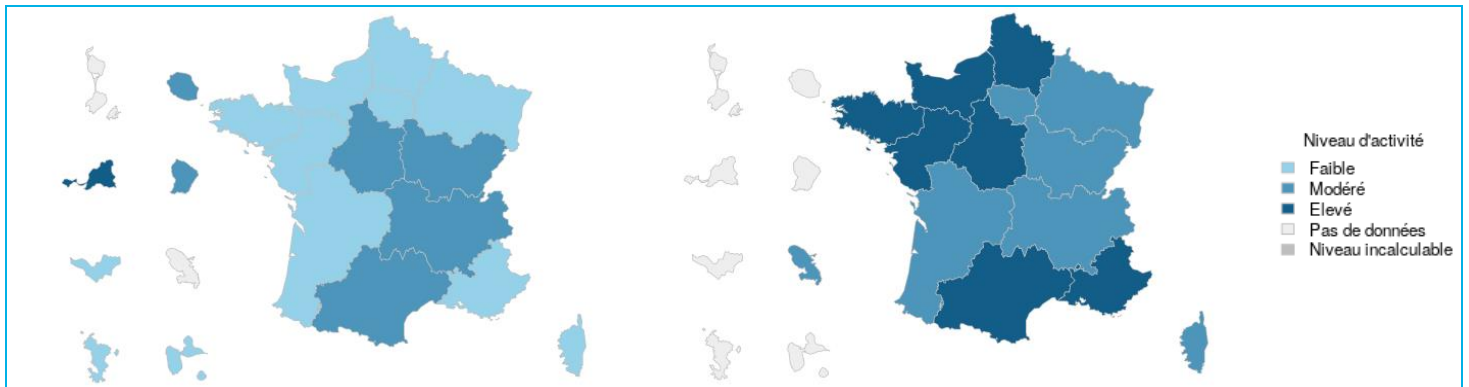 Niveau d'activité
Faible
Modéré
Elevé
Pas de données
Niveau incalculable